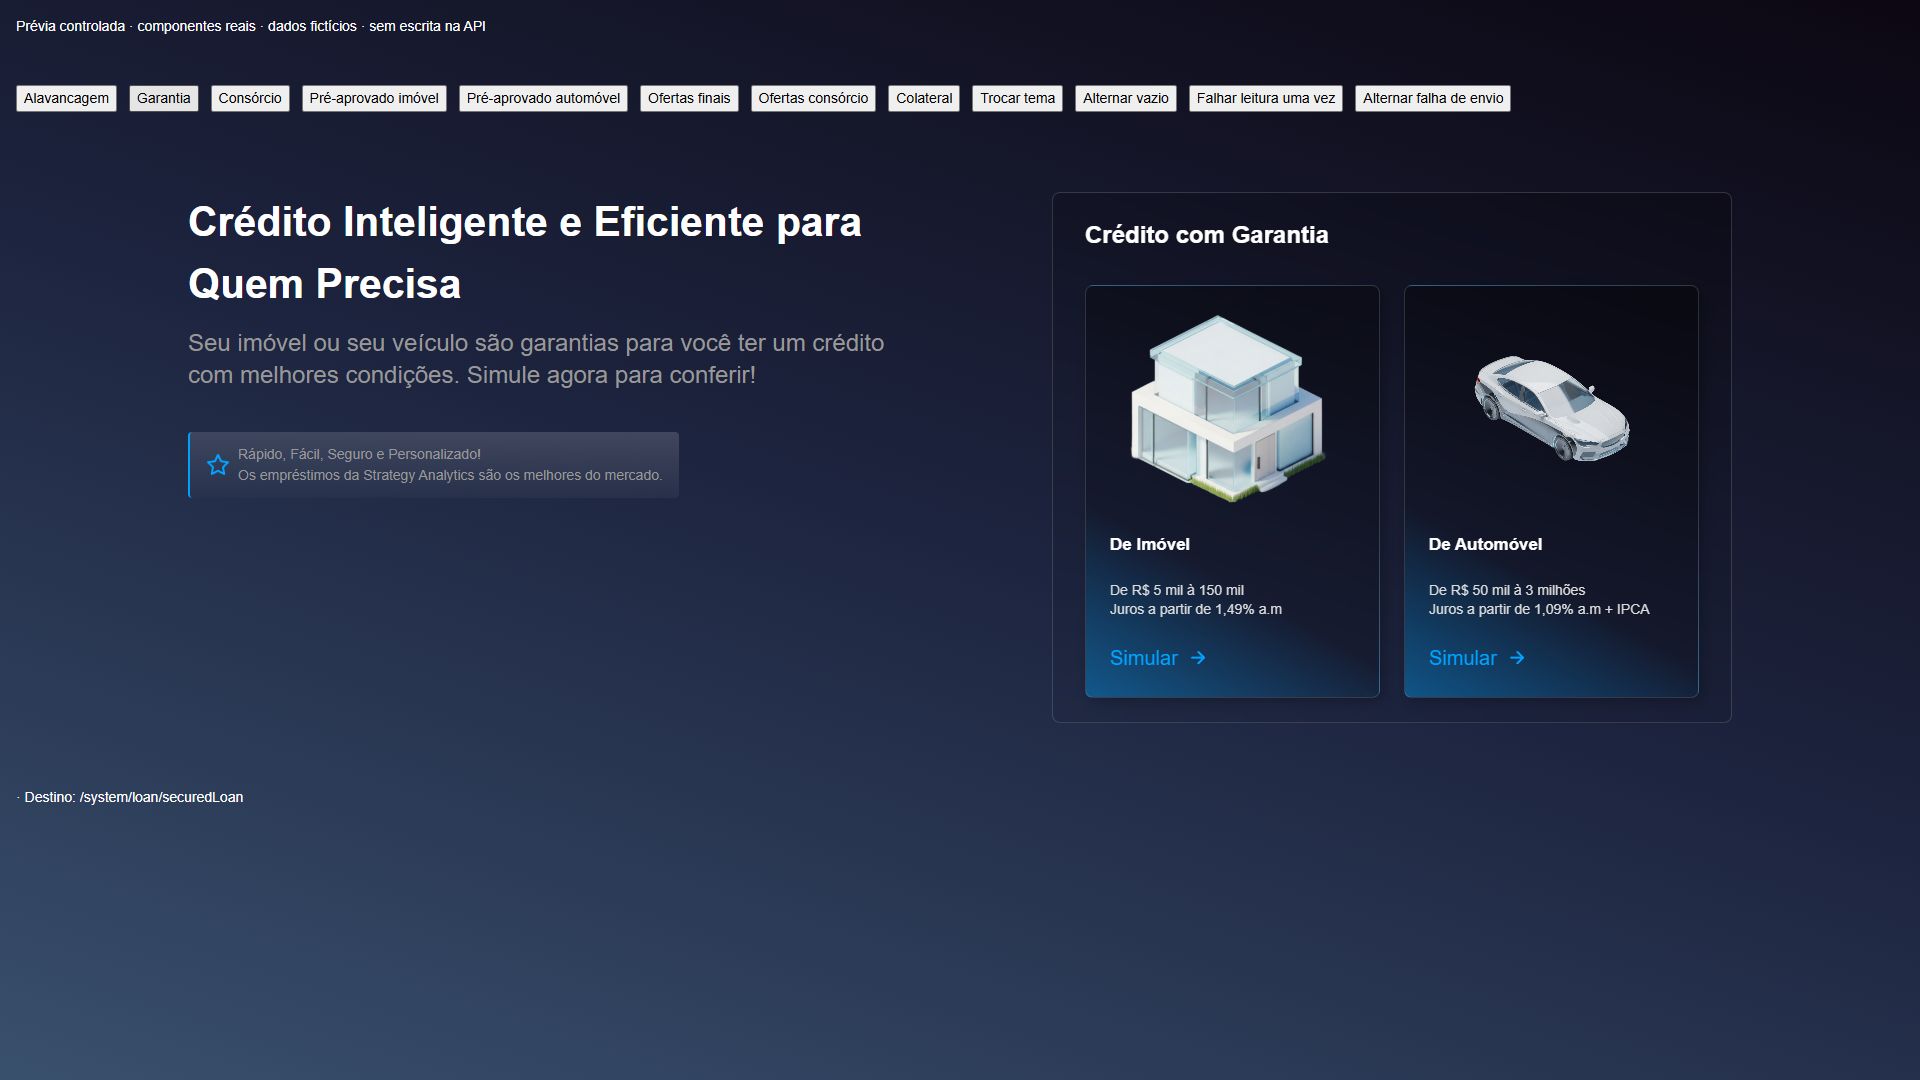 Prévia controlada · componentes reais · dados fictícios · sem escrita na API
Alavancagem Garantia Consórcio Pré-aprovado imóvel Pré-aprovado automóvel Ofertas finais Ofertas consórcio Colateral Trocar tema Alternar vazio Falhar leitura uma vez Alternar falha de envio
Crédito Inteligente e Eficiente para
Quem Precisa
Seu imóvel ou seu veículo são garantias para você ter um crédito
com melhores condições. Simule agora para conferir!
Rápido, Fácil, Seguro e Personalizado!
Os empréstimos da Strategy Analytics são os melhores do mercado.
Crédito com Garantia
De Imóvel
De R$ 5 mil à 150 mil
Juros a partir de 1,49% a.m
Simular
De Automóvel
De R$ 50 mil à 3 milhões
Juros a partir de 1,09% a.m + IPCA
Simular
· Destino: /system/loan/securedLoan